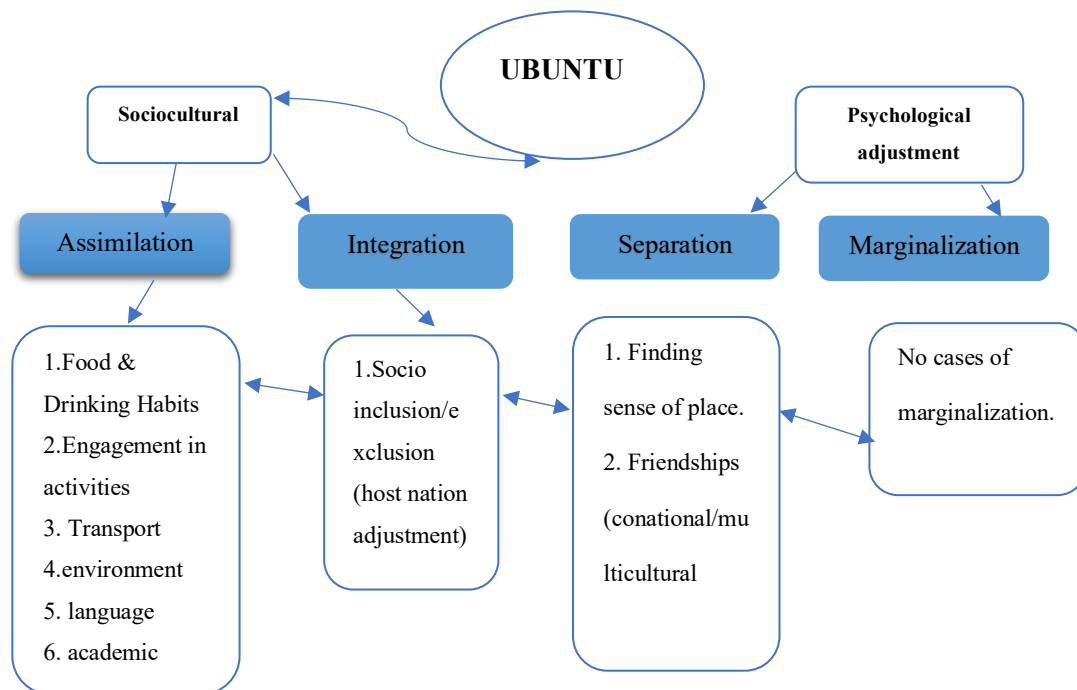 UBUNTU
Sociocultural
Psychological
adjustment
Assimilation
Integration
Separation
Marginalization
1.Food &
Drinking Habits
2.Engagement in
activities
3. Transport
4.environment
5. language
6. academic
1.Socio
inclusion/e
xclusion
(host nation
adjustment)
1. Finding
sense of place.
2. Friendships
(conational/mu
lticultural
No cases of
marginalization.